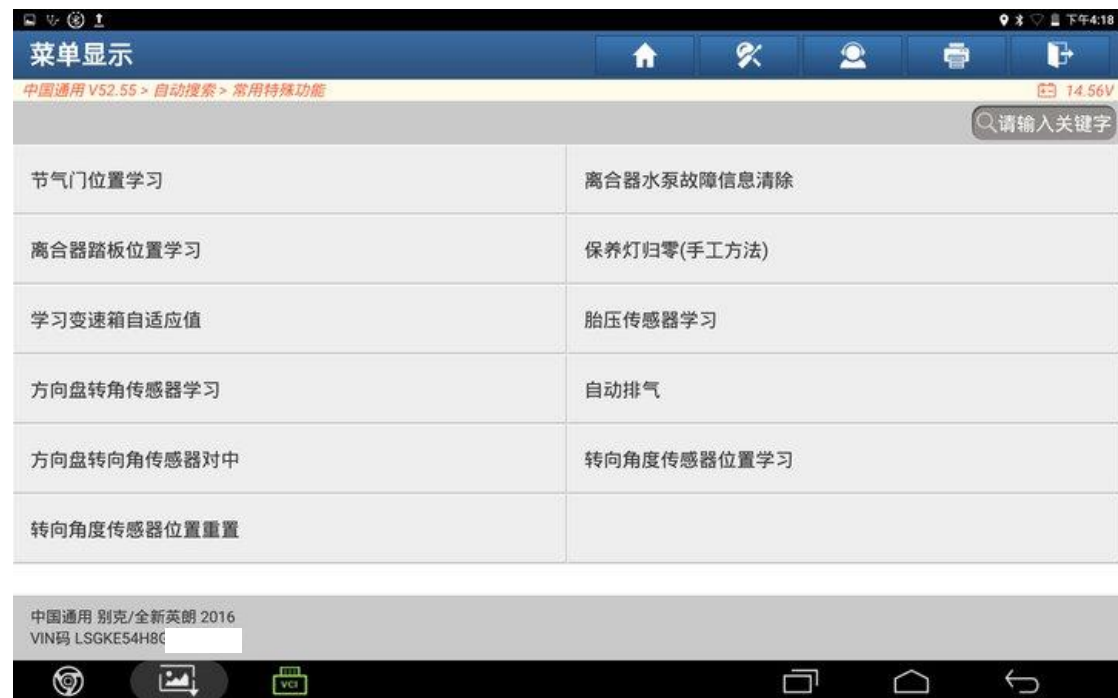 下午4:18
菜单显示
中国通用 V52.55 > 自动搜索 > 常用特殊功能
14.56V
请输入关键字
节气门位置学习
离合器水泵故障信息清除
离合器踏板位置学习
保养灯归零(手工方法)
学习变速箱自适应值
胎压传感器学习
方向盘转角传感器学习
自动排气
方向盘转向角传感器对中
转向角度传感器位置学习
转向角度传感器位置重置
中国通用 别克/全新英朗 2016
VIN码 LSGKE54H8
VCI